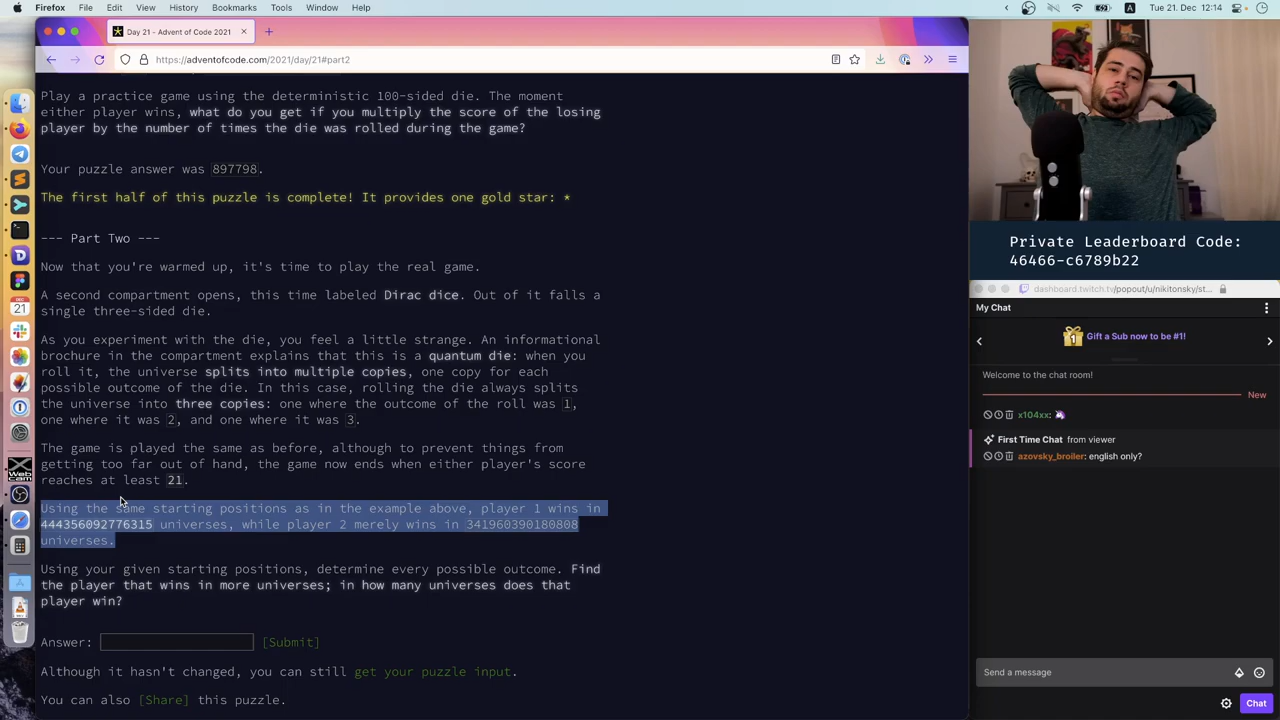 Firefox File Edit View History Bookmarks Tools Window Help
A Tue 21. Dec 12:14
Day 21 - Advent of Code 2021
https://adventofcode.com/2021/day/21#part2
Play a practice game using the deterministic 100-sided die. The moment
either player wins, what do you get if you multiply the score of the losing
player by the number of times the die was rolled during the game?
Your puzzle answer was 897798.
The first half of this puzzle is complete! It provides one gold star: *
--- Part Two ---
Now that you're warmed up, it's time to play the real game.
A second compartment opens, this time labeled Dirac dice. Out of it falls a
single three-sided die.
As you experiment with the die, you feel a little strange. An informational
brochure in the compartment explains that this is a quantum die: when you
roll it, the universe splits into multiple copies, one copy for each
possible outcome of the die. In this case, rolling the die always splits
the universe into three copies: one where the outcome of the roll was 1,
one where it was 2, and one where it was 3.
The game is played the same as before, although to prevent things from
getting too far out of hand, the game now ends when either player's score
reaches at least 21.
Using the same starting positions as in the example above, player 1 wins in
444356092776315 universes, while player 2 merely wins in 341960390180808
universes.
Using your given starting positions, determine every possible outcome. Find
the player that wins in more universes; in how many universes does that
player win?
Answer: [Submit]
Although it hasn't changed, you can still get your puzzle input.
You can also [Share] this puzzle.
DEC
21
Web
cam
Private Leaderboard Code:
46466-c6789b22
dashboard.twitch.tv/popout/u/nikitonsky/st...
My Chat
1
Gift a Sub now to be #1!
Welcome to the chat room!
New
x104xx:
First Time Chat from viewer
azovsky_broiler: english only?
Send a message
Chat